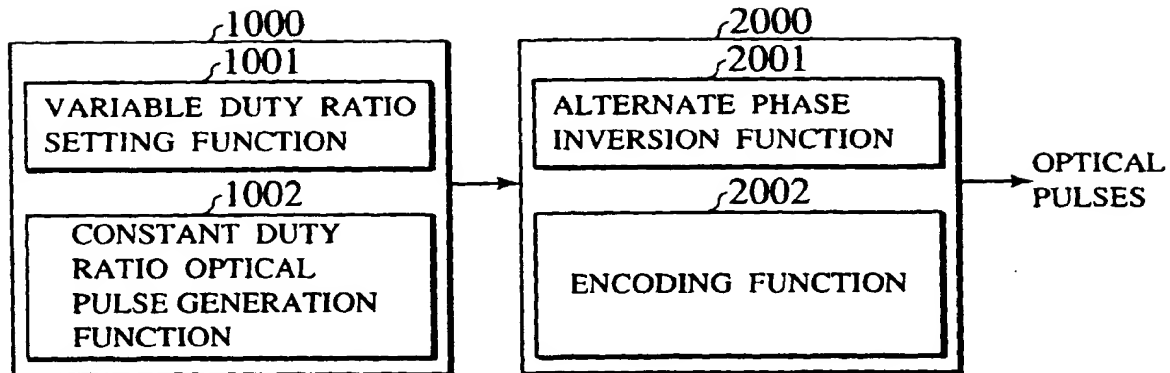 1000
1001
VARIABLE DUTY RATIO
SETTING FUNCTION
1002
CONSTANT DUTY
RATIO OPTICAL
PULSE GENERATION
FUNCTION
2000
2001
ALTERNATE PHASE
INVERSION FUNCTION
2002
ENCODING FUNCTION
OPTICAL
PULSES